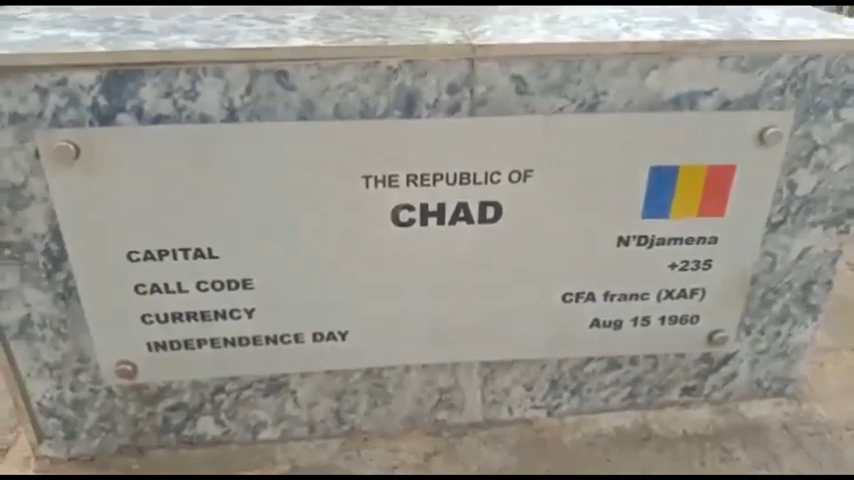 THE REPUBLIC OF
CHAD
CAPITAL N'Djamena
CALL CODE +235
CURRENCY CFA franc (XAF)
INDEPENDENCE DAY Aug 15 1960